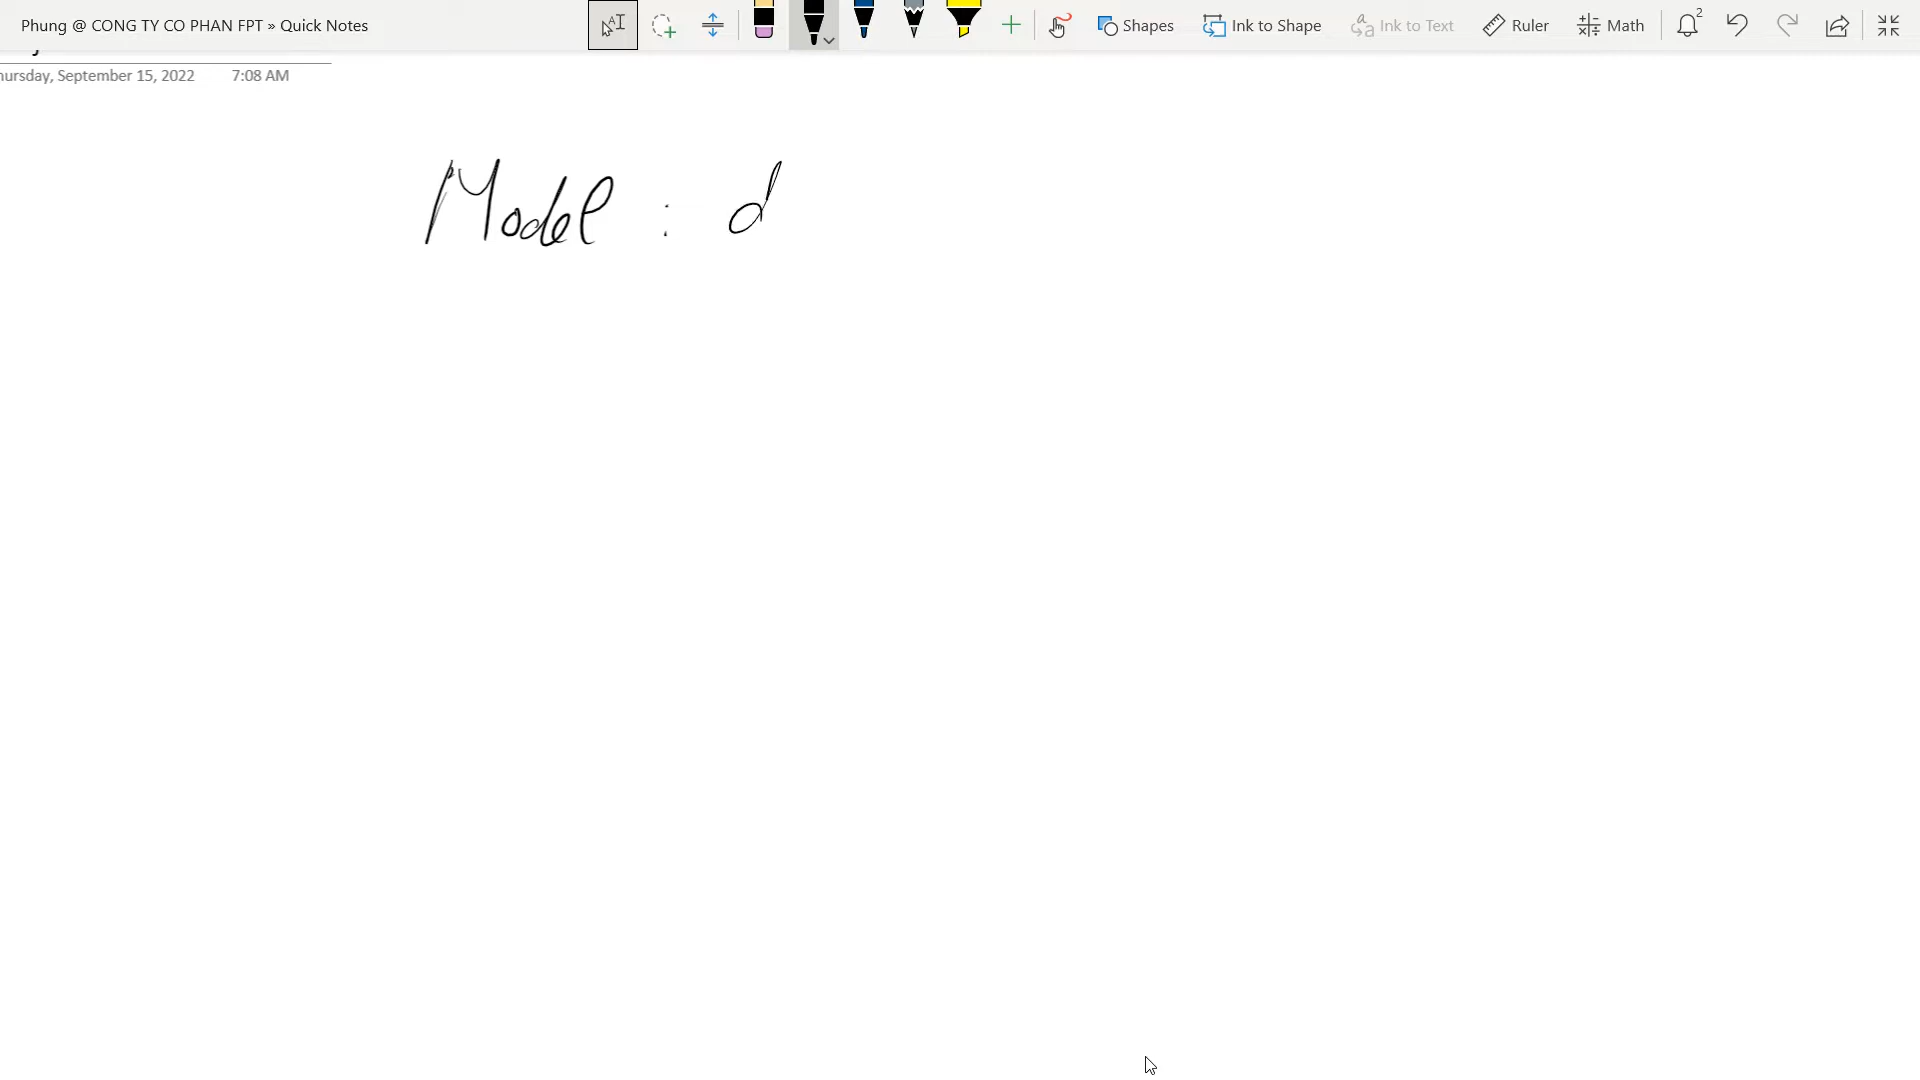 Phung @ CONG TY CO PHAN FPT » Quick Notes
Shapes
Ink to Shape
Ink to Text
Ruler
Math
2
hursday, September 15, 2022 7:08 AM
Model : d